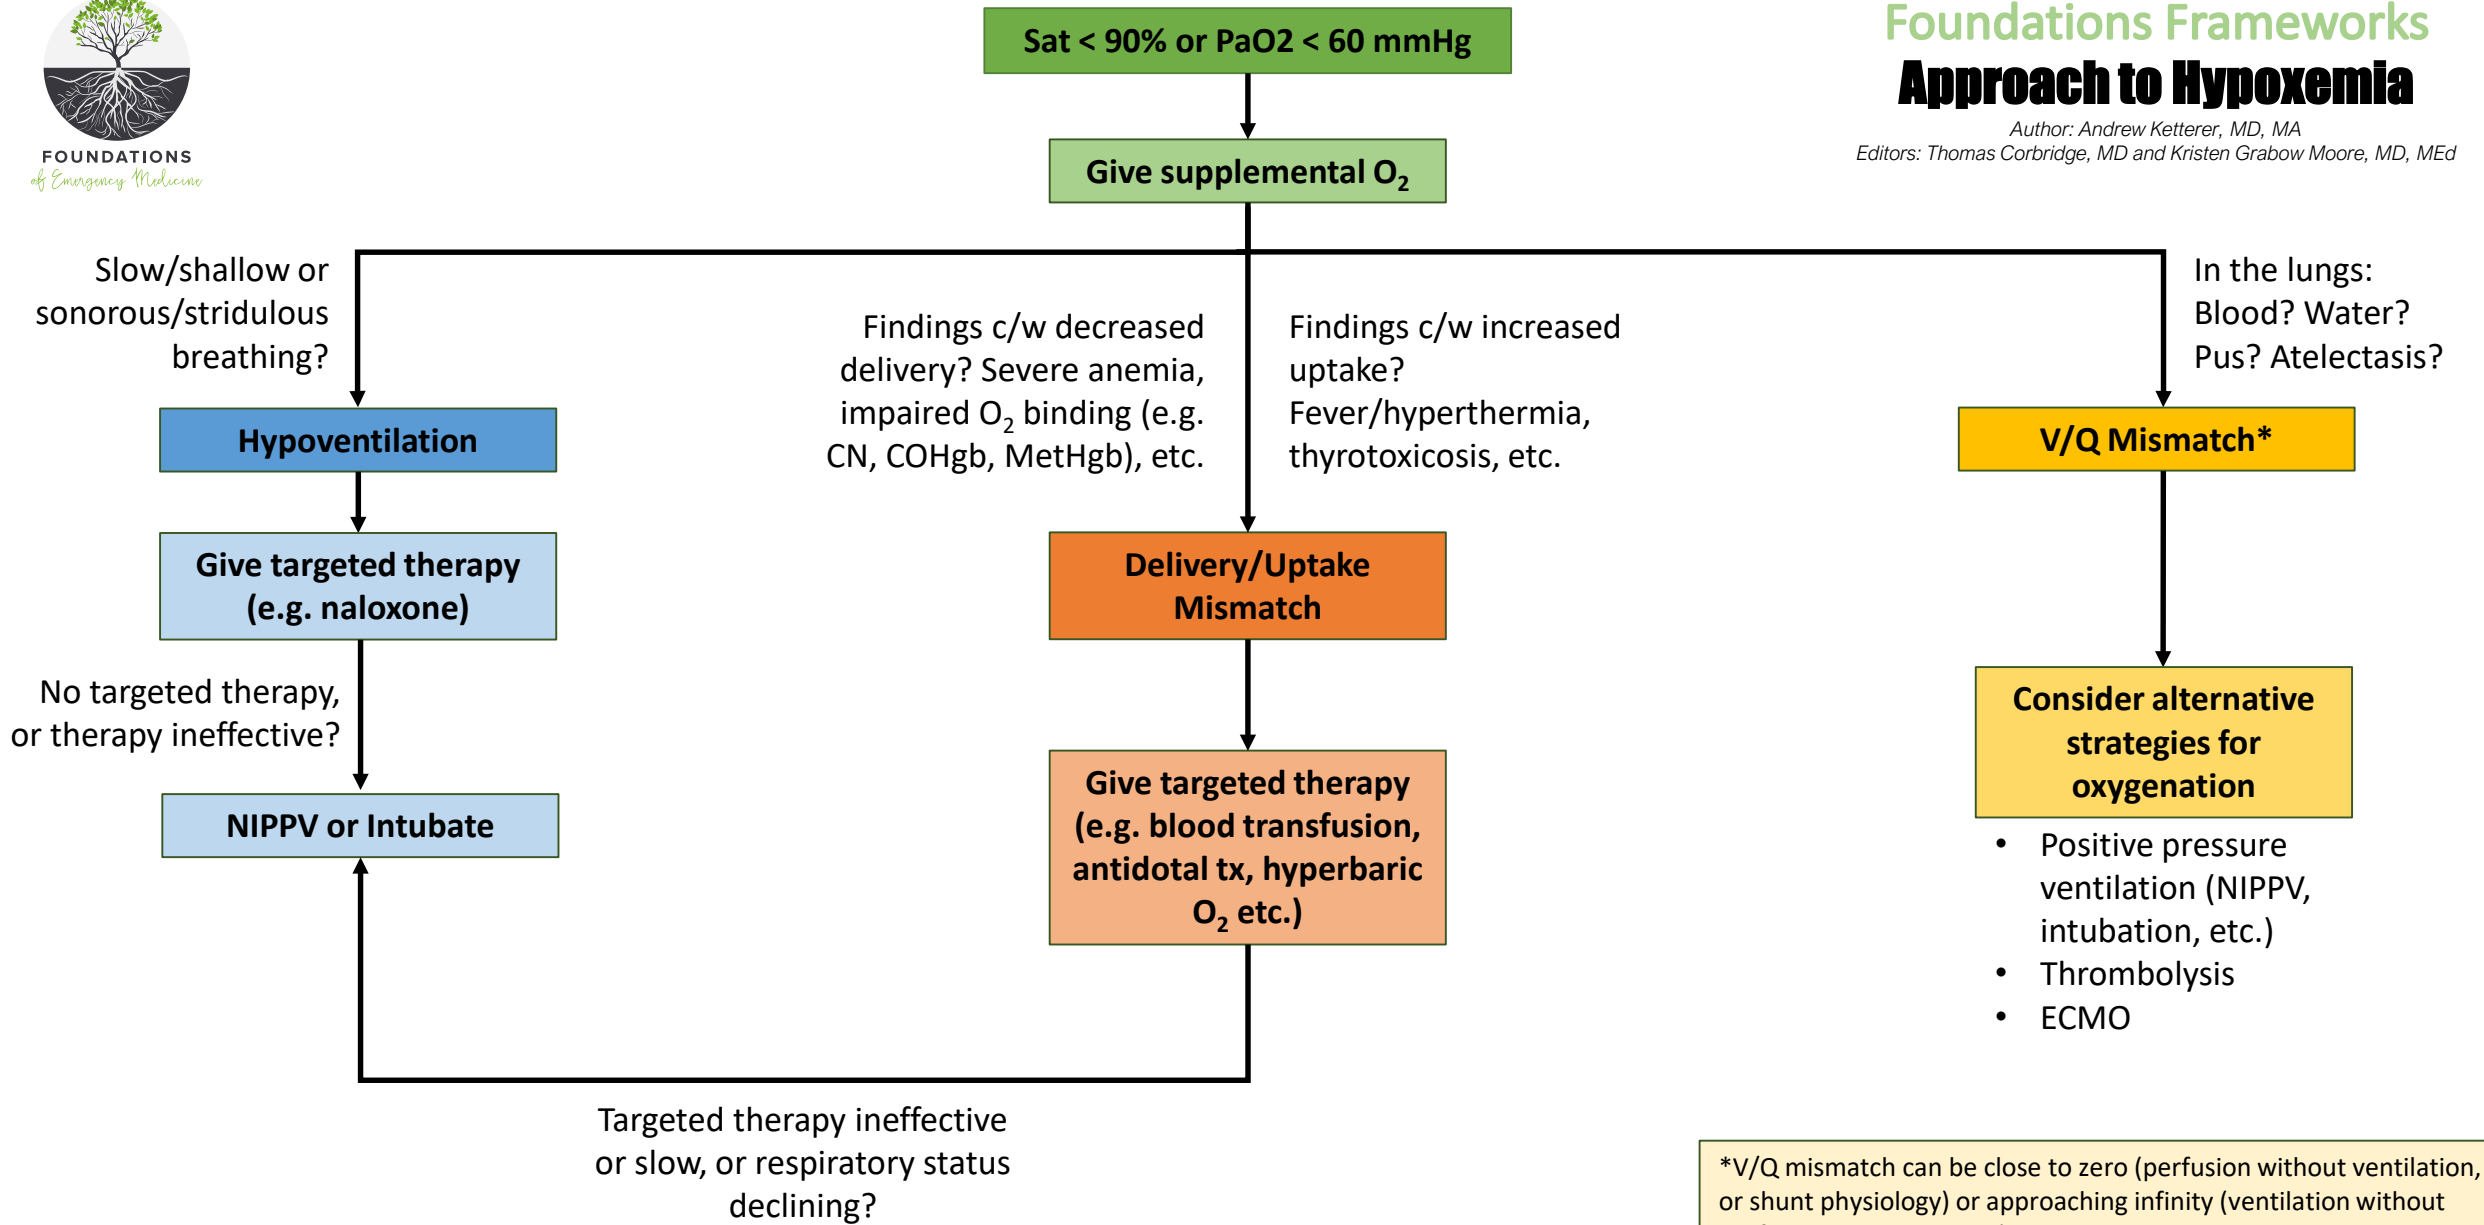 FOUNDATIONS
of Emergency Medicine
Foundations Frameworks
Approach to Hypoxemia
Author: Andrew Ketterer, MD, MA
Editors: Thomas Corbridge, MD and Kristen Grabow Moore, MD, MEd
Sat < 90% or PaO2 < 60 mmHg
Give supplemental O₂
Slow/shallow or
sonorous/stridulous
breathing?
Hypoventilation
Give targeted therapy
(e.g. naloxone)
No targeted therapy,
or therapy ineffective?
NIPPV or Intubate
Findings c/w decreased
delivery? Severe anemia,
impaired O₂ binding (e.g.
CN, COHgb, MetHgb), etc.
Findings c/w increased
uptake?
Fever/hyperthermia,
thyrotoxicosis, etc.
Delivery/Uptake
Mismatch
Give targeted therapy
(e.g. blood transfusion,
antidotal tx, hyperbaric
O₂ etc.)
Targeted therapy ineffective
or slow, or respiratory status
declining?
In the lungs:
Blood? Water?
Pus? Atelectasis?
V/Q Mismatch*
Consider alternative
strategies for
oxygenation
• Positive pressure
ventilation (NIPPV,
intubation, etc.)
• Thrombolysis
• ECMO
*V/Q mismatch can be close to zero (perfusion without ventilation,
or shunt physiology) or approaching infinity (ventilation without